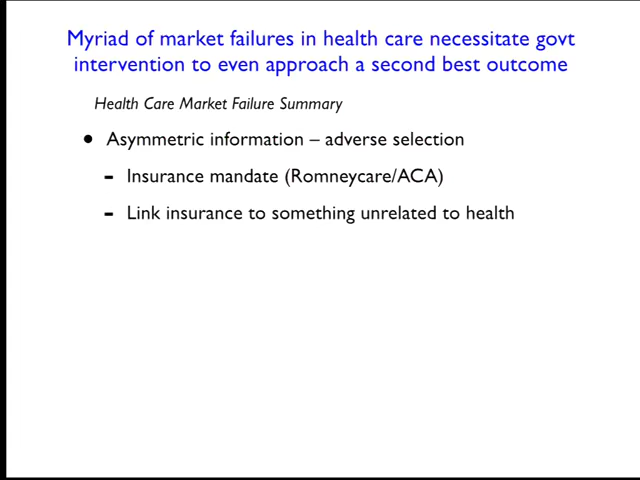 Myriad of market failures in health care necessitate govt
intervention to even approach a second best outcome
Health Care Market Failure Summary
• Asymmetric information – adverse selection
- Insurance mandate (Romneycare/ACA)
- Link insurance to something unrelated to health